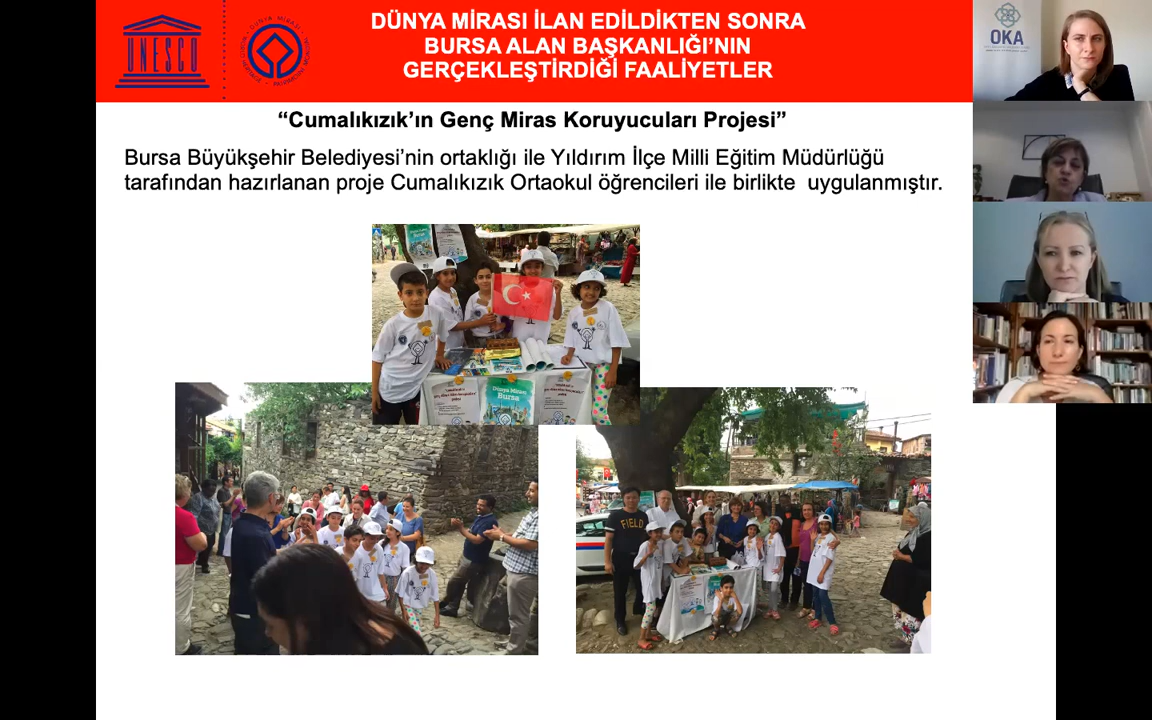 UNESCO
DÜNYA MİRASI İLAN EDİLDİKTEN SONRA
BURSA ALAN BAŞKANLIĞI’NIN
GERÇEKLEŞTİRDİĞİ FAALİYETLER
OKA
“Cumalıkızık’ın Genç Miras Koruyucuları Projesi”
Bursa Büyükşehir Belediyesi’nin ortaklığı ile Yıldırım İlçe Milli Eğitim Müdürlüğü
tarafından hazırlanan proje Cumalıkızık Ortaokul öğrencileri ile birlikte uygulanmıştır.
Dünya Mirası
Bursa
FIELD